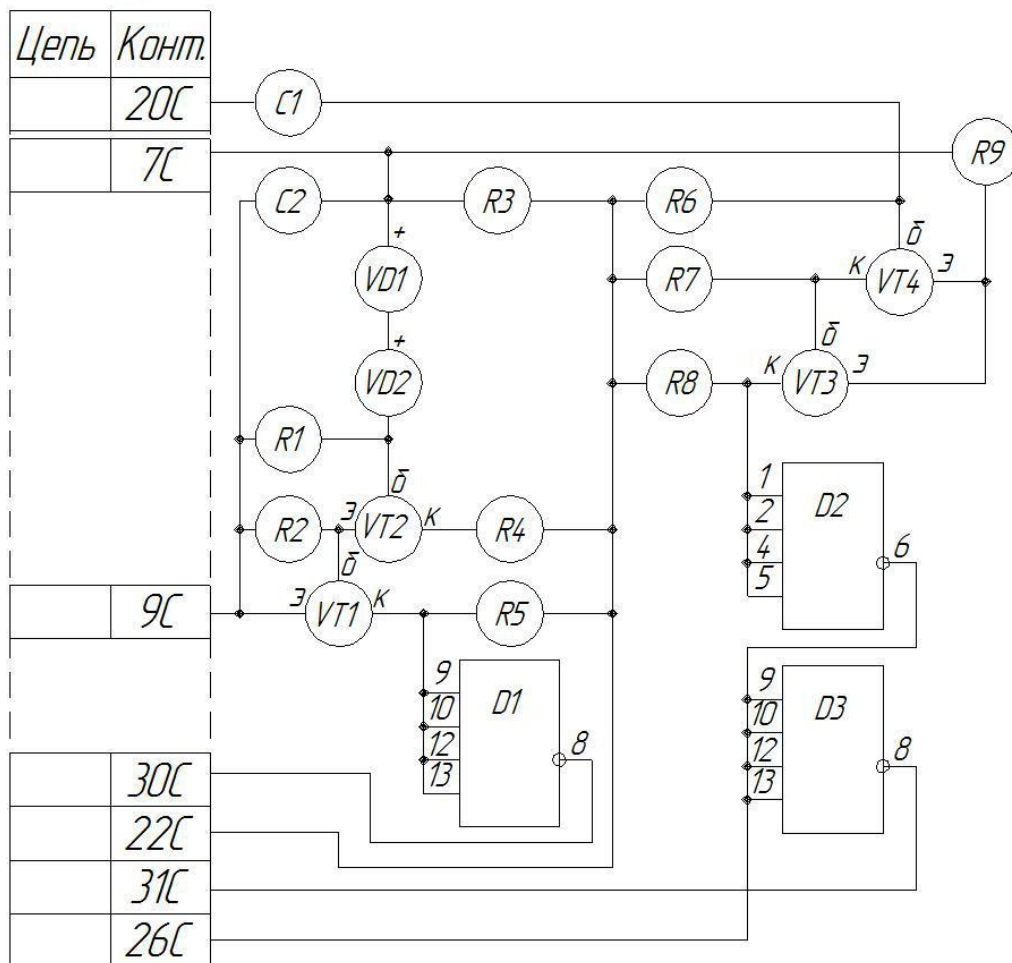 Цепь Конт.
20С
С1
7С
R9
С2
R3
R6
+
б
VD1
R7
К
VT4
Э
+
б
VD2
R8
К
VT3
Э
R1
б
1
2
4
5
D2
6
R2
Э
VT2
К
R4
б
9С
Э
VT1
К
R5
9
10
12
13
D1
8
9
10
12
13
D3
8
30С
22С
31С
26С